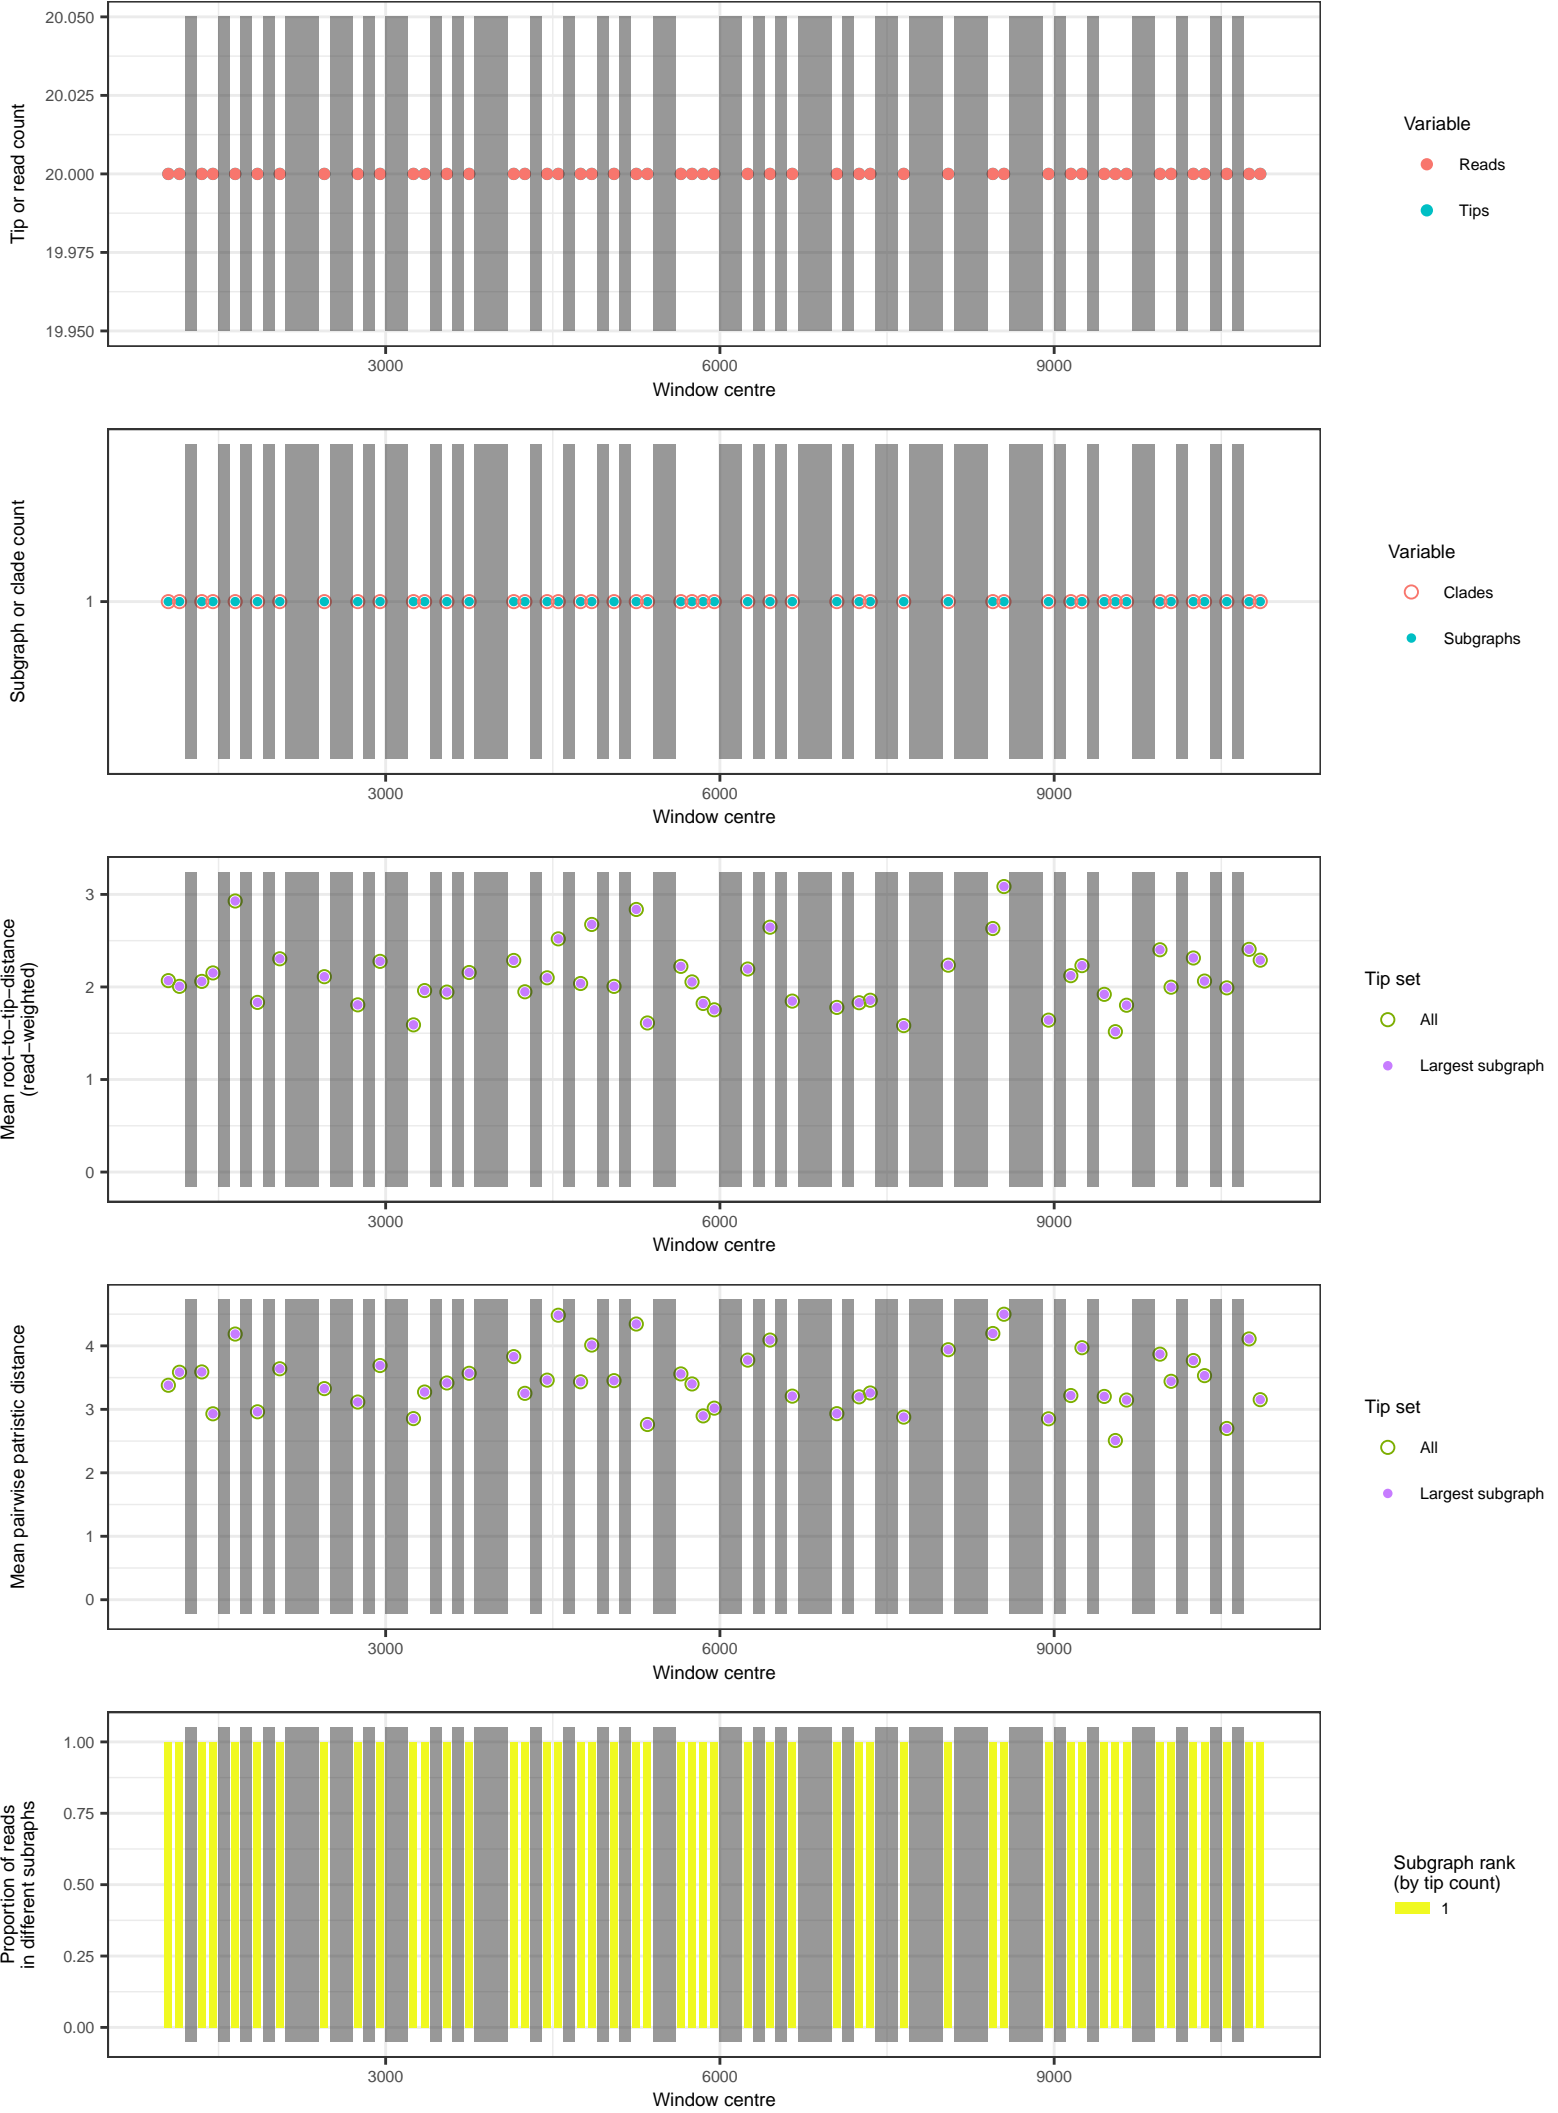 20.050
20.025
20.000
19.975
19.950
Tip or read count
3000
6000
9000
Window centre
Variable
Reads
Tips
Subgraph or clade count
1
3000
6000
9000
Window centre
Variable
Clades
Subgraphs
Mean root−to−tip−distance
(read−weighted)
3
2
1
0
3000
6000
9000
Window centre
Tip set
All
Largest subgraph
Mean pairwise patristic distance
4
3
2
1
0
3000
6000
9000
Window centre
Tip set
All
Largest subgraph
Proportion of reads
in different subraphs
1.00
0.75
0.50
0.25
0.00
3000
6000
9000
Window centre
Subgraph rank
(by tip count)
1